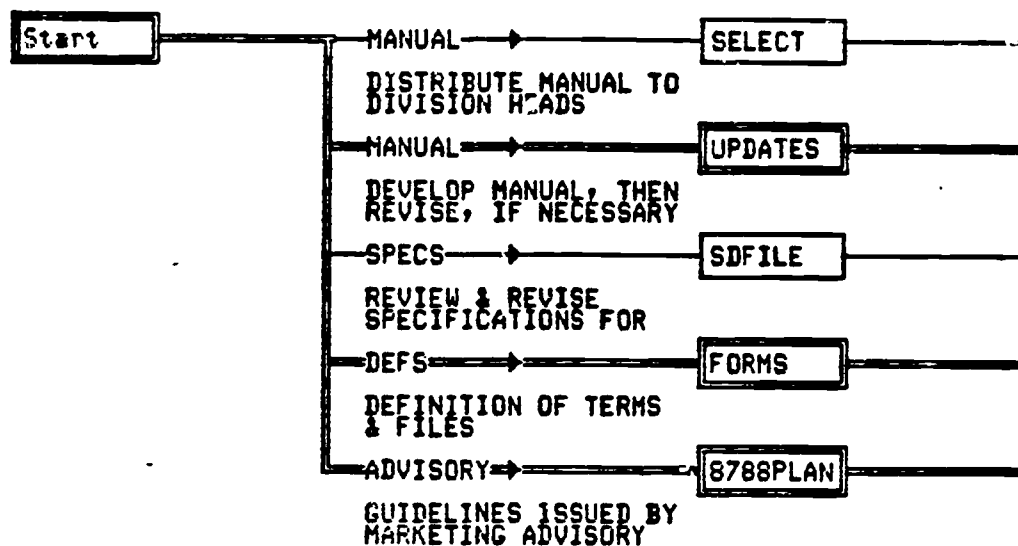 Start
MANUAL SELECT
DISTRIBUTE MANUAL TO
DIVISION HEADS
MANUAL UPDATES
DEVELOP MANUAL, THEN
REVISE, IF NECESSARY
SPECS SDFILE
REVIEW & REVISE
SPECIFICATIONS FOR
DEFS FORMS
DEFINITION OF TERMS
& FILES
ADVISORY 8788PLAN
GUIDELINES ISSUED BY
MARKETING ADVISORY